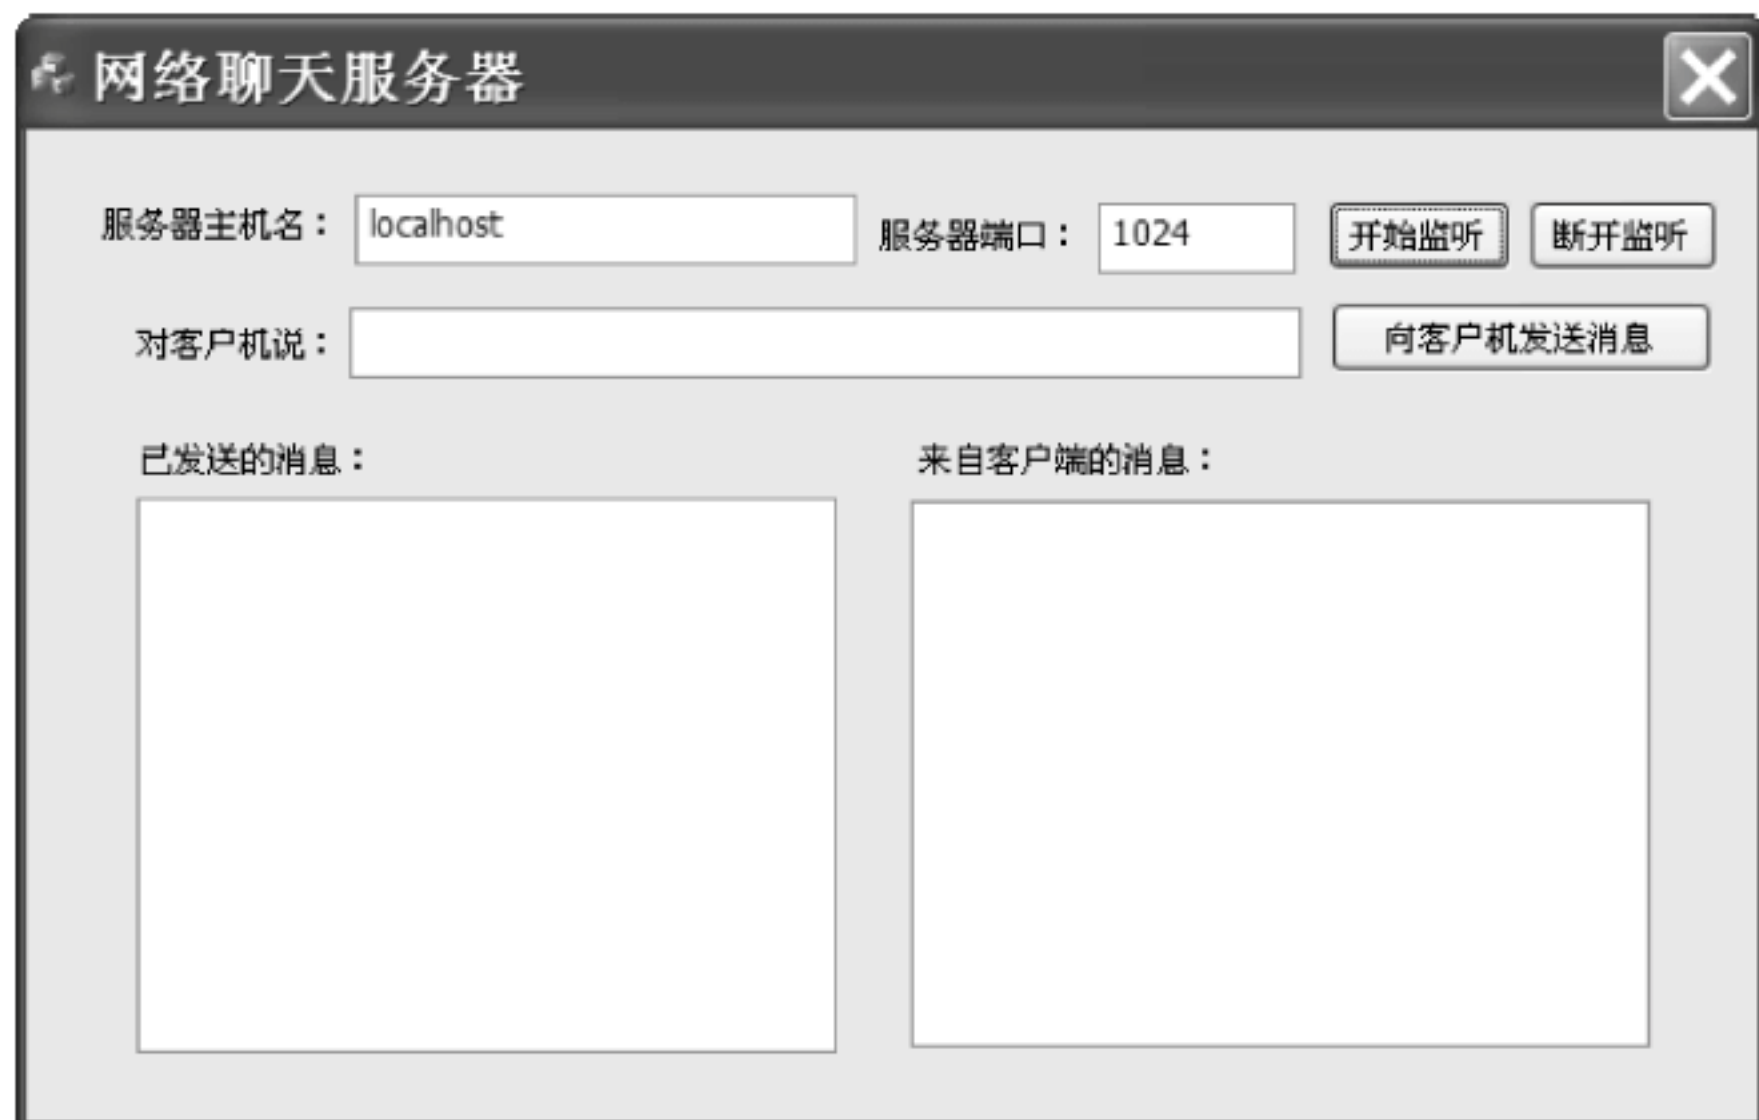 网络聊天服务器
服务器主机名： localhost 服务器端口： 1024 开始监听 断开监听
对客户机说： 向客户机发送消息
已发送的消息： 来自客户端的消息：